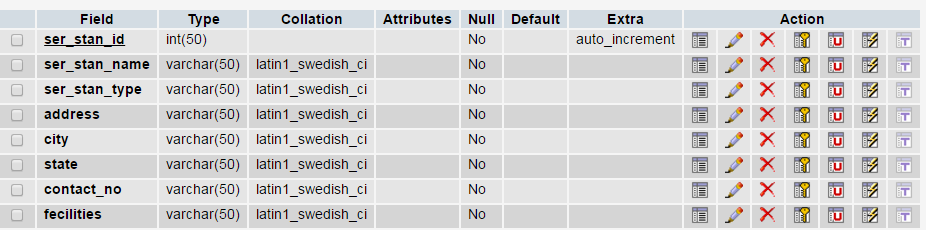 Field Type Collation Attributes Null Default Extra Action
ser_stan_id int(50) No auto_increment
ser_stan_name varchar(50) latin1_swedish_ci No
ser_stan_type varchar(50) latin1_swedish_ci No
address varchar(50) latin1_swedish_ci No
city varchar(50) latin1_swedish_ci No
state varchar(50) latin1_swedish_ci No
contact_no varchar(50) latin1_swedish_ci No
fecilities varchar(50) latin1_swedish_ci No